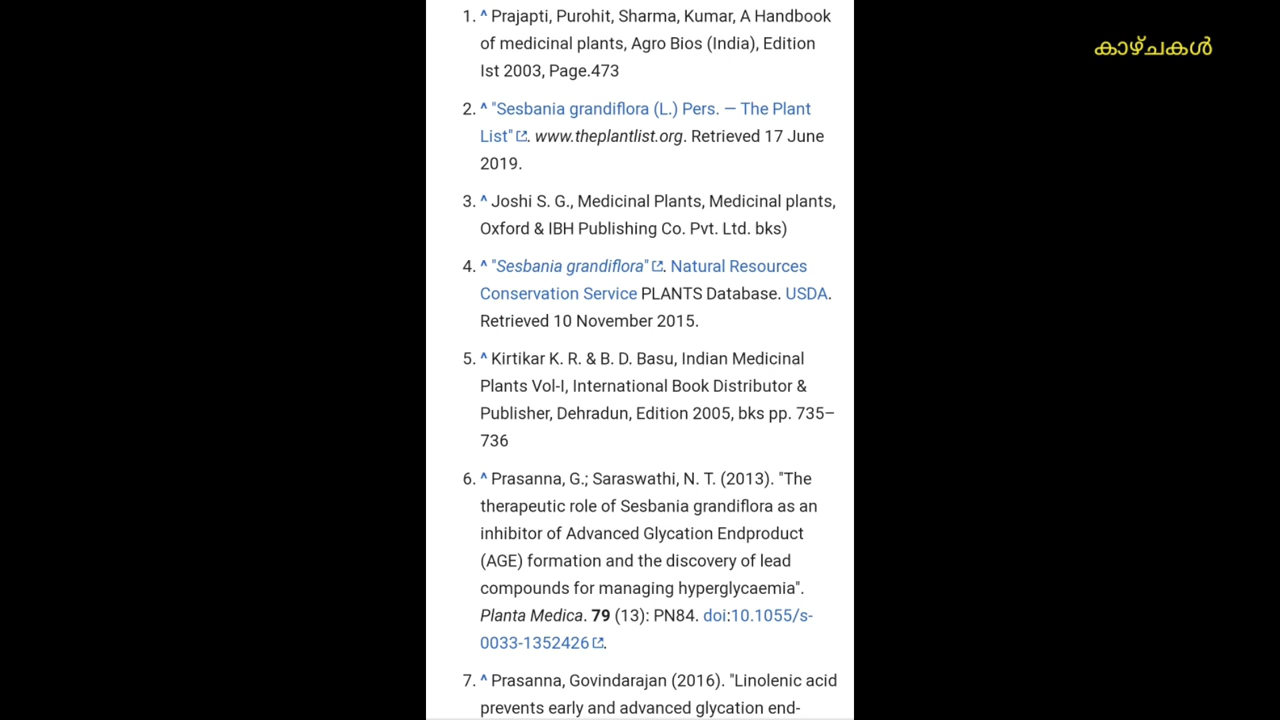 1. ^ Prajapti, Purohit, Sharma, Kumar, A Handbook
of medicinal plants, Agro Bios (India), Edition
Ist 2003, Page.473
2. ^ "Sesbania grandiflora (L.) Pers. — The Plant
List". www.theplantlist.org. Retrieved 17 June
2019.
3. ^ Joshi S. G., Medicinal Plants, Medicinal plants,
Oxford & IBH Publishing Co. Pvt. Ltd. bks)
4. ^ "Sesbania grandiflora". Natural Resources
Conservation Service PLANTS Database. USDA.
Retrieved 10 November 2015.
5. ^ Kirtikar K. R. & B. D. Basu, Indian Medicinal
Plants Vol-I, International Book Distributor &
Publisher, Dehradun, Edition 2005, bks pp. 735–
736
6. ^ Prasanna, G.; Saraswathi, N. T. (2013). "The
therapeutic role of Sesbania grandiflora as an
inhibitor of Advanced Glycation Endproduct
(AGE) formation and the discovery of lead
compounds for managing hyperglycaemia".
Planta Medica. 79 (13): PN84. doi:10.1055/s-
0033-1352426.
7. ^ Prasanna, Govindarajan (2016). "Linolenic acid
prevents early and advanced glycation end-
കാഴ്ചകൾ